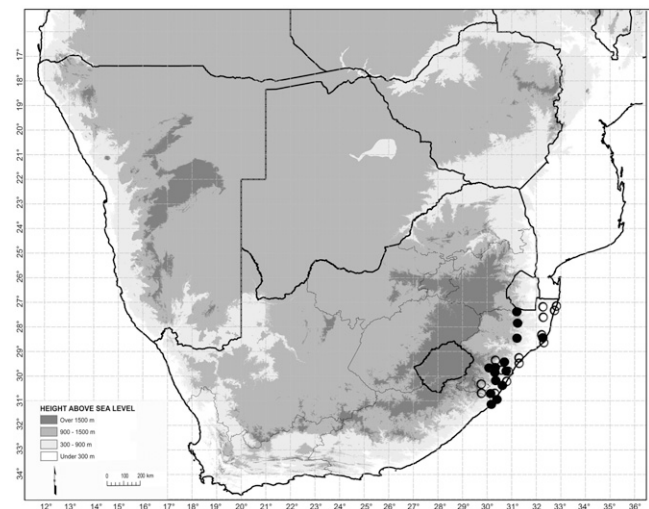 17°
18°
19°
20°
21°
22°
23°
24°
25°
26°
27°
28°
29°
30°
31°
32°
33°
34°
HEIGHT ABOVE SEA LEVEL
Over 1500 m
900 - 1500 m
300 - 900 m
Under 300 m
0 100 200 km
12° 13° 14° 15° 16° 17° 18° 19° 20° 21° 22° 23° 24° 25° 26° 27° 28° 29° 30° 31° 32° 33° 34° 35° 36°